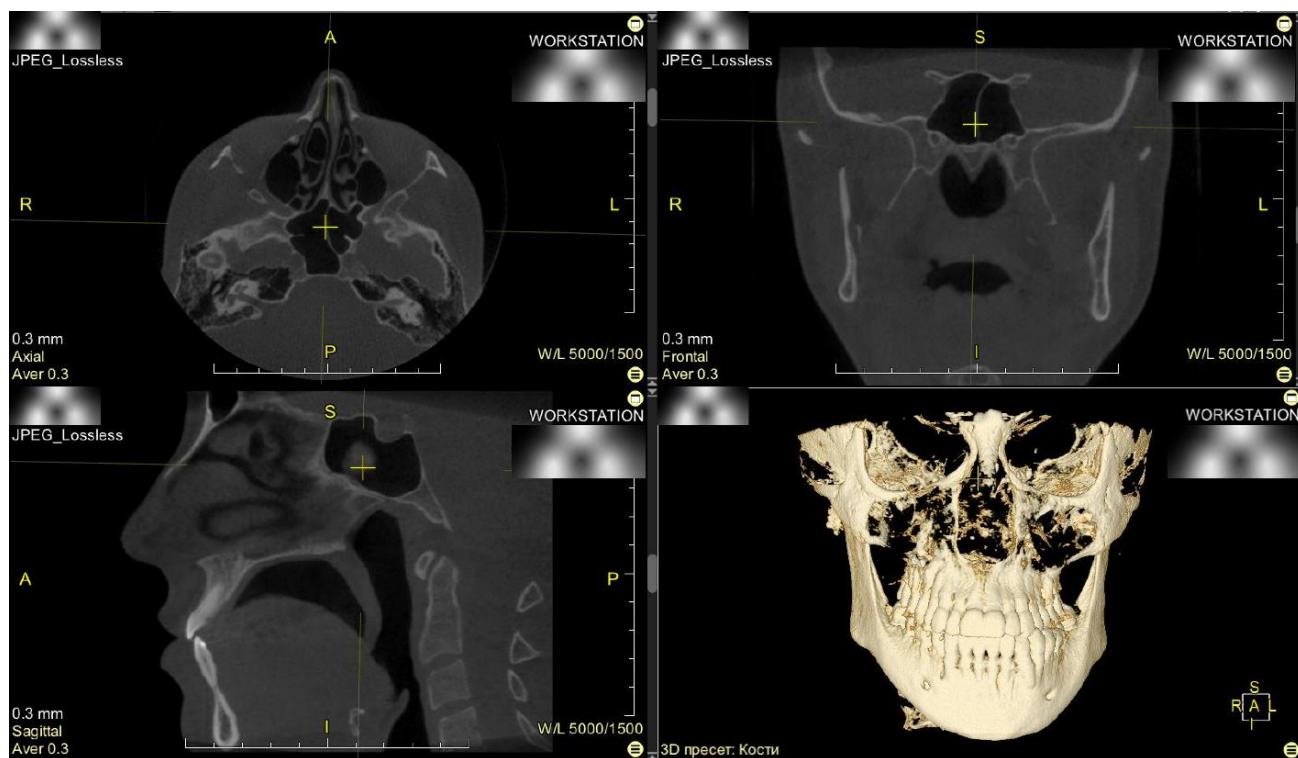 A
WORKSTATION
JPEG_Lossless
R
L
0.3 mm
Axial
Aver 0.3
P
W/L 5000/1500
S
WORKSTATION
JPEG_Lossless
R
L
0.3 mm
Frontal
Aver 0.3
I
W/L 5000/1500
S
WORKSTATION
JPEG_Lossless
A
P
0.3 mm
Sagittal
Aver 0.3
I
W/L 5000/1500
WORKSTATION
S
R A L
I
3D пресет: Кости